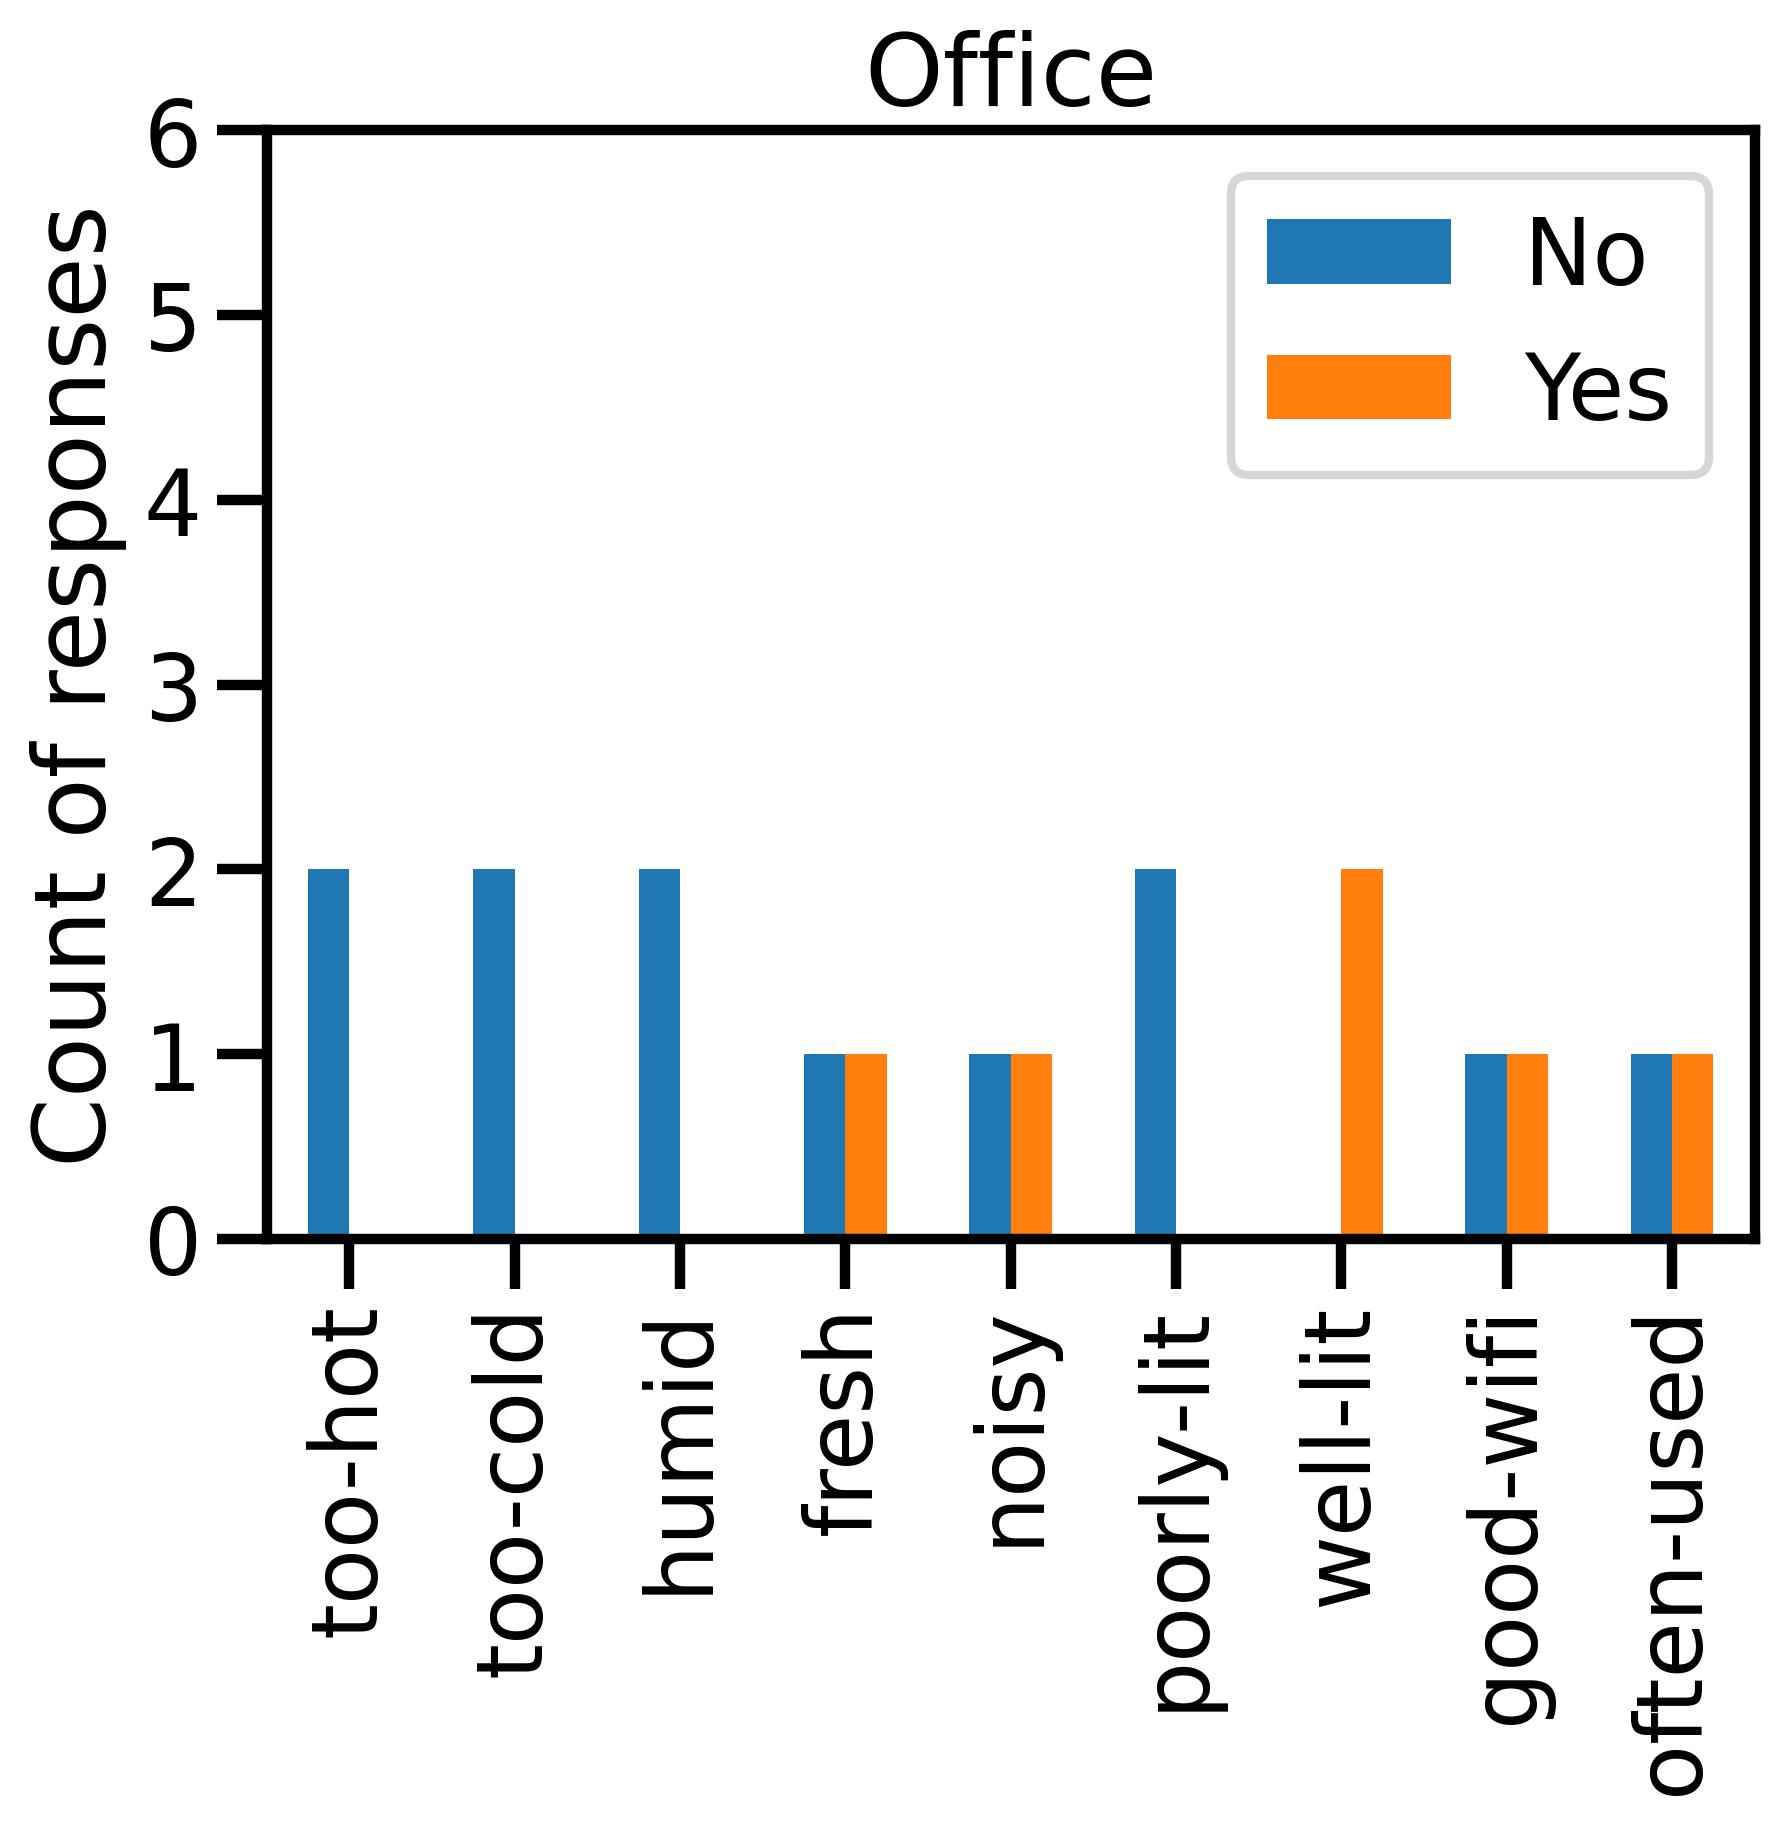 Office
Count of responses
6
5
4
3
2
1
0
No
Yes
too-hot
too-cold
humid
fresh
noisy
poorly-lit
well-lit
good-wifi
often-used